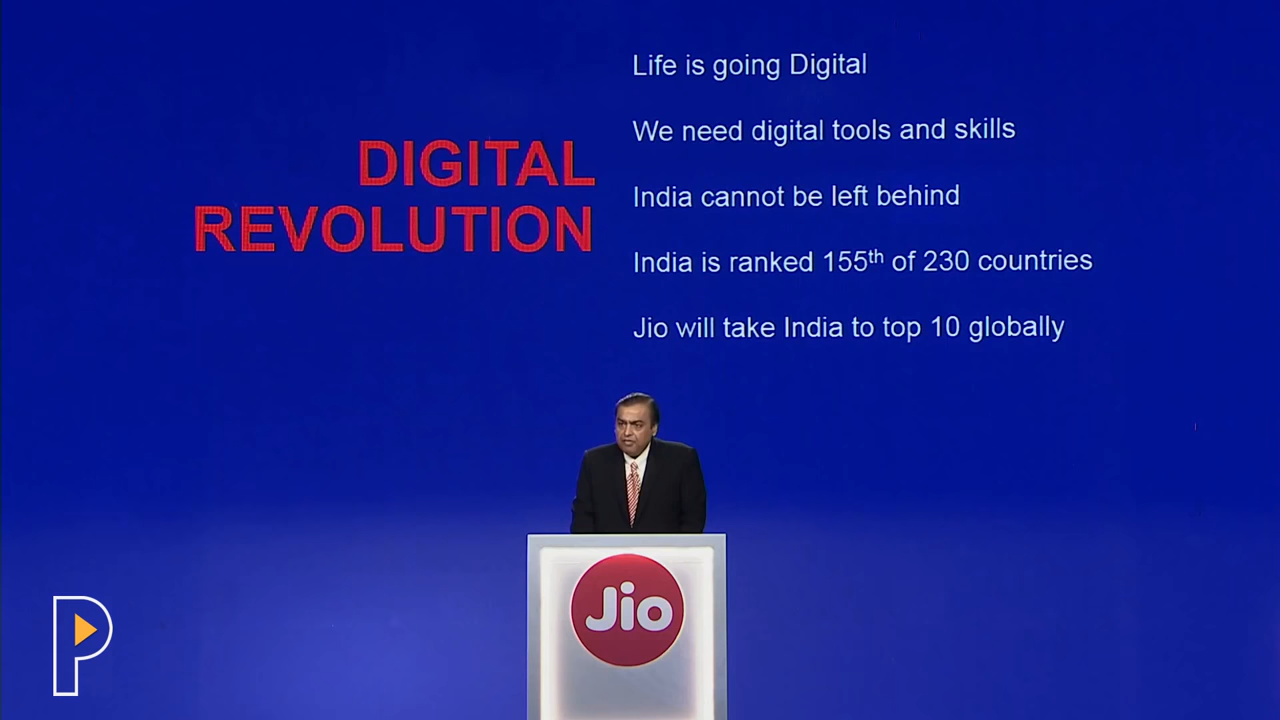 DIGITAL
REVOLUTION
Life is going Digital
We need digital tools and skills
India cannot be left behind
India is ranked 155th of 230 countries
Jio will take India to top 10 globally
Jio
P